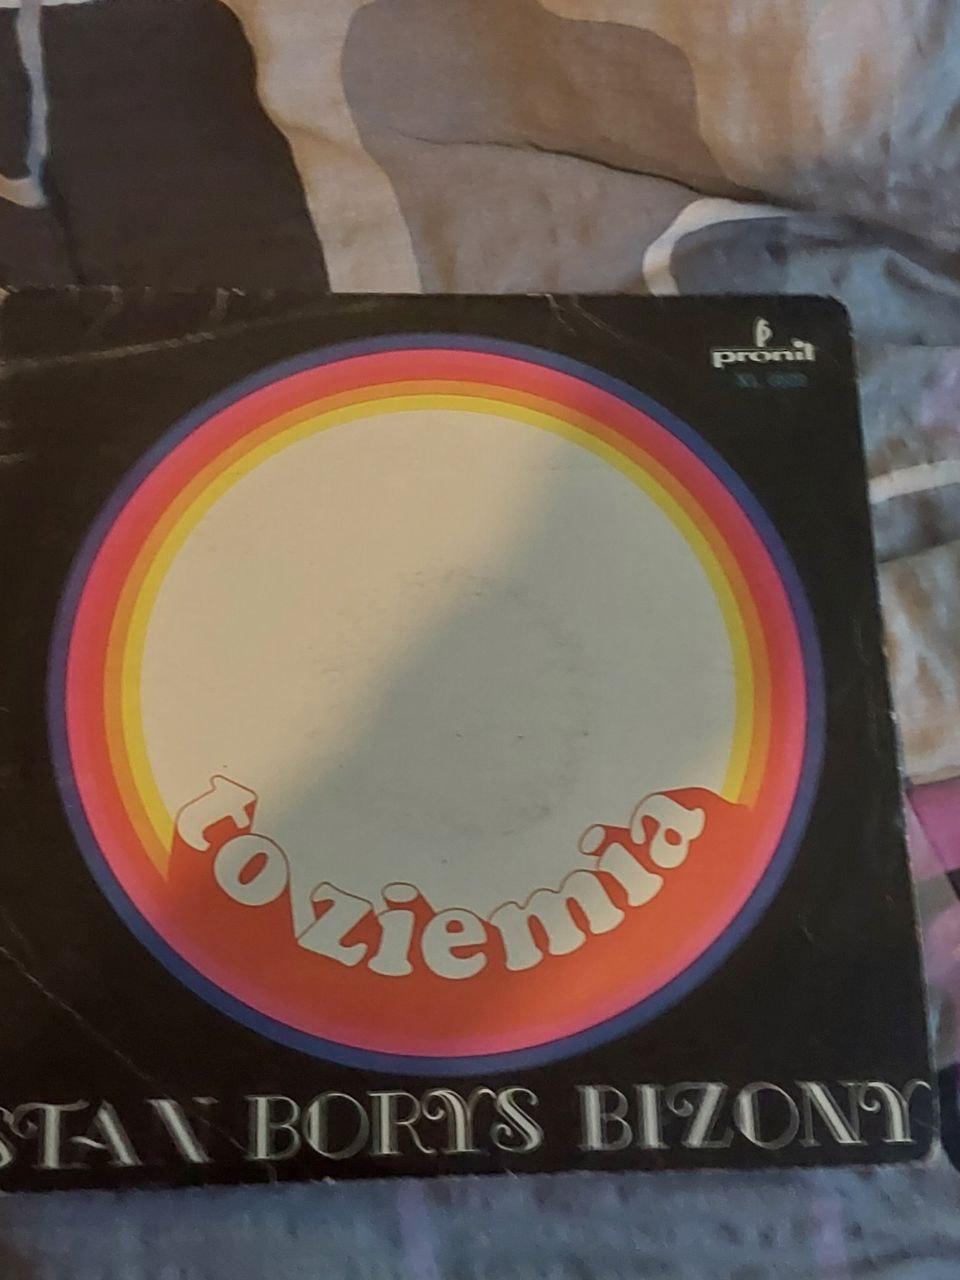 pronit
to ziemia
STAN BORYS BIZONY